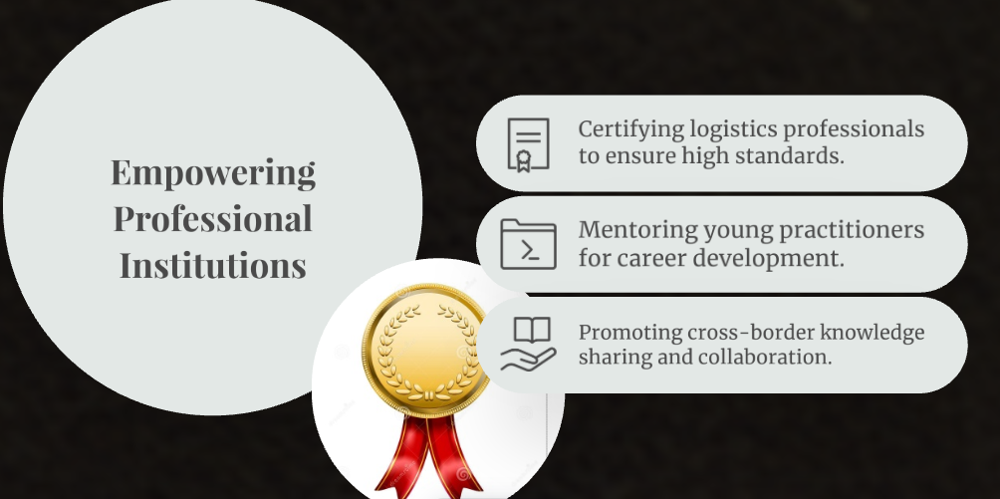 Empowering
Professional
Institutions
Certifying logistics professionals
to ensure high standards.
Mentoring young practitioners
for career development.
Promoting cross-border knowledge
sharing and collaboration.